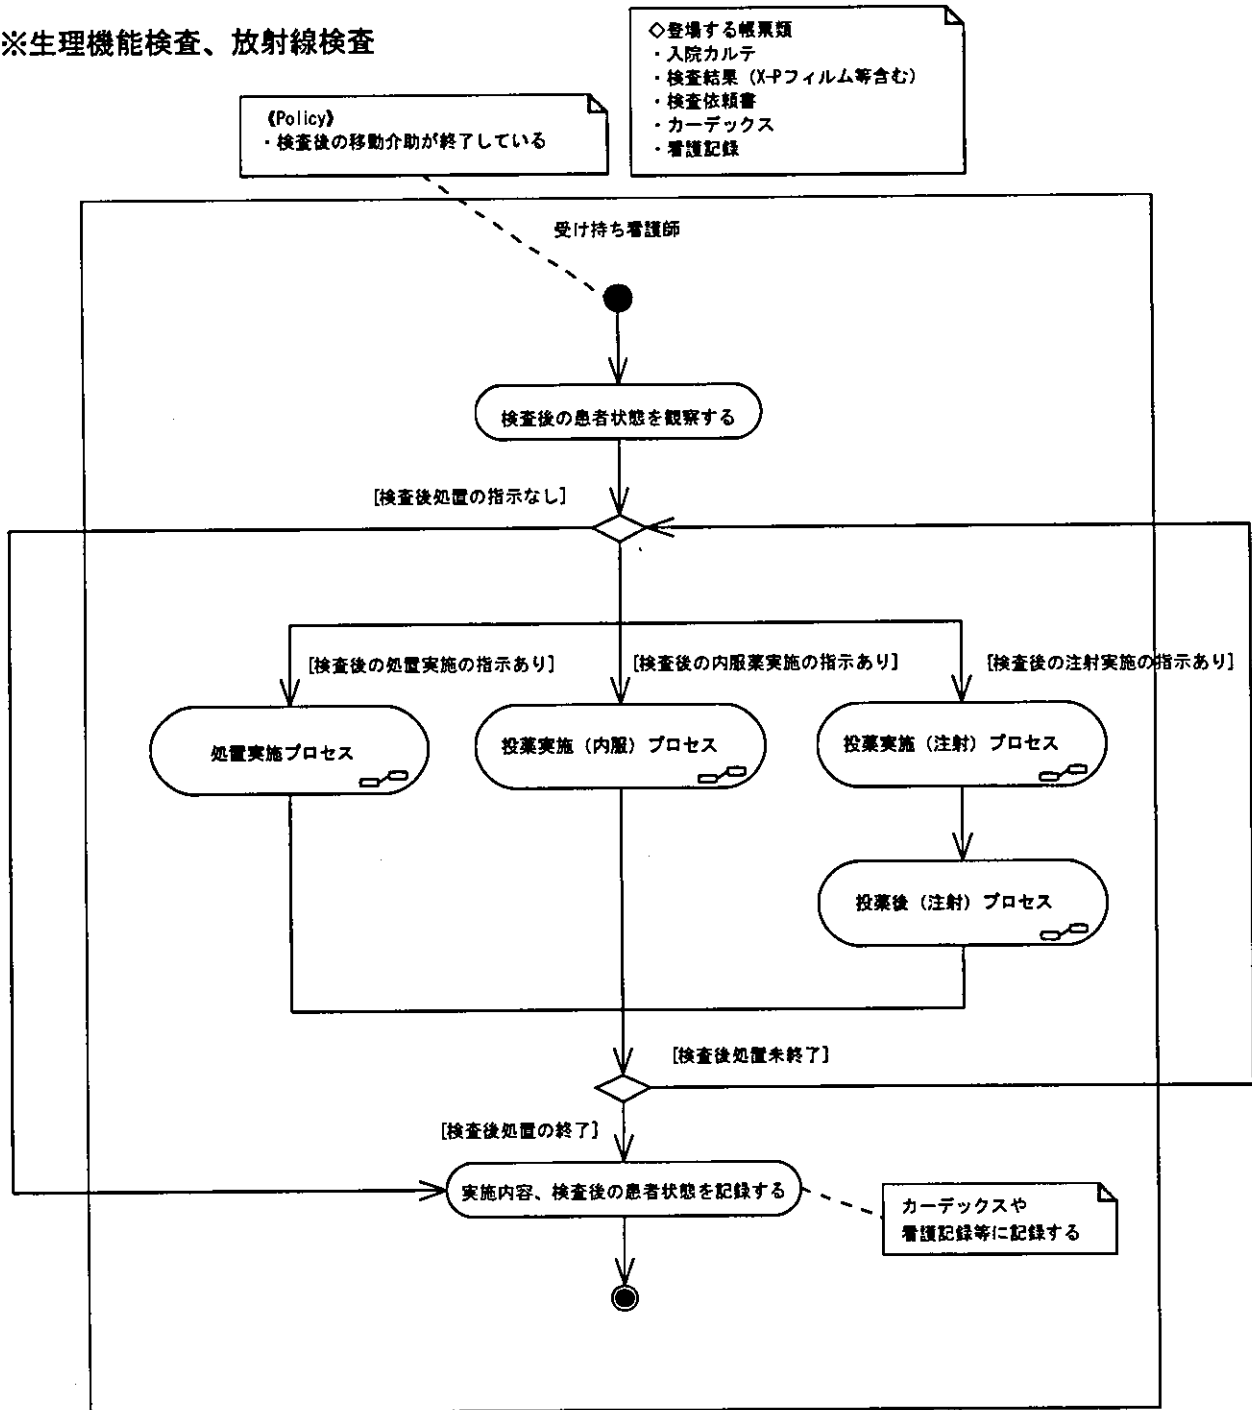 ※生理機能検査、放射線検査
◇登場する帳票類
・入院カルテ
・検査結果（X-Pフィルム等含む）
・検査依頼書
・カーデックス
・看護記録
《Policy》
・検査後の移動介助が終了している
受け持ち看護師
検査後の患者状態を観察する
[検査後処置の指示なし]
[検査後の処置実施の指示あり]
[検査後の内服薬実施の指示あり]
[検査後の注射実施の指示あり]
処置実施プロセス
投薬実施（内服）プロセス
投薬実施（注射）プロセス
投薬後（注射）プロセス
[検査後処置未終了]
[検査後処置の終了]
実施内容、検査後の患者状態を記録する
カーデックスや
看護記録等に記録する